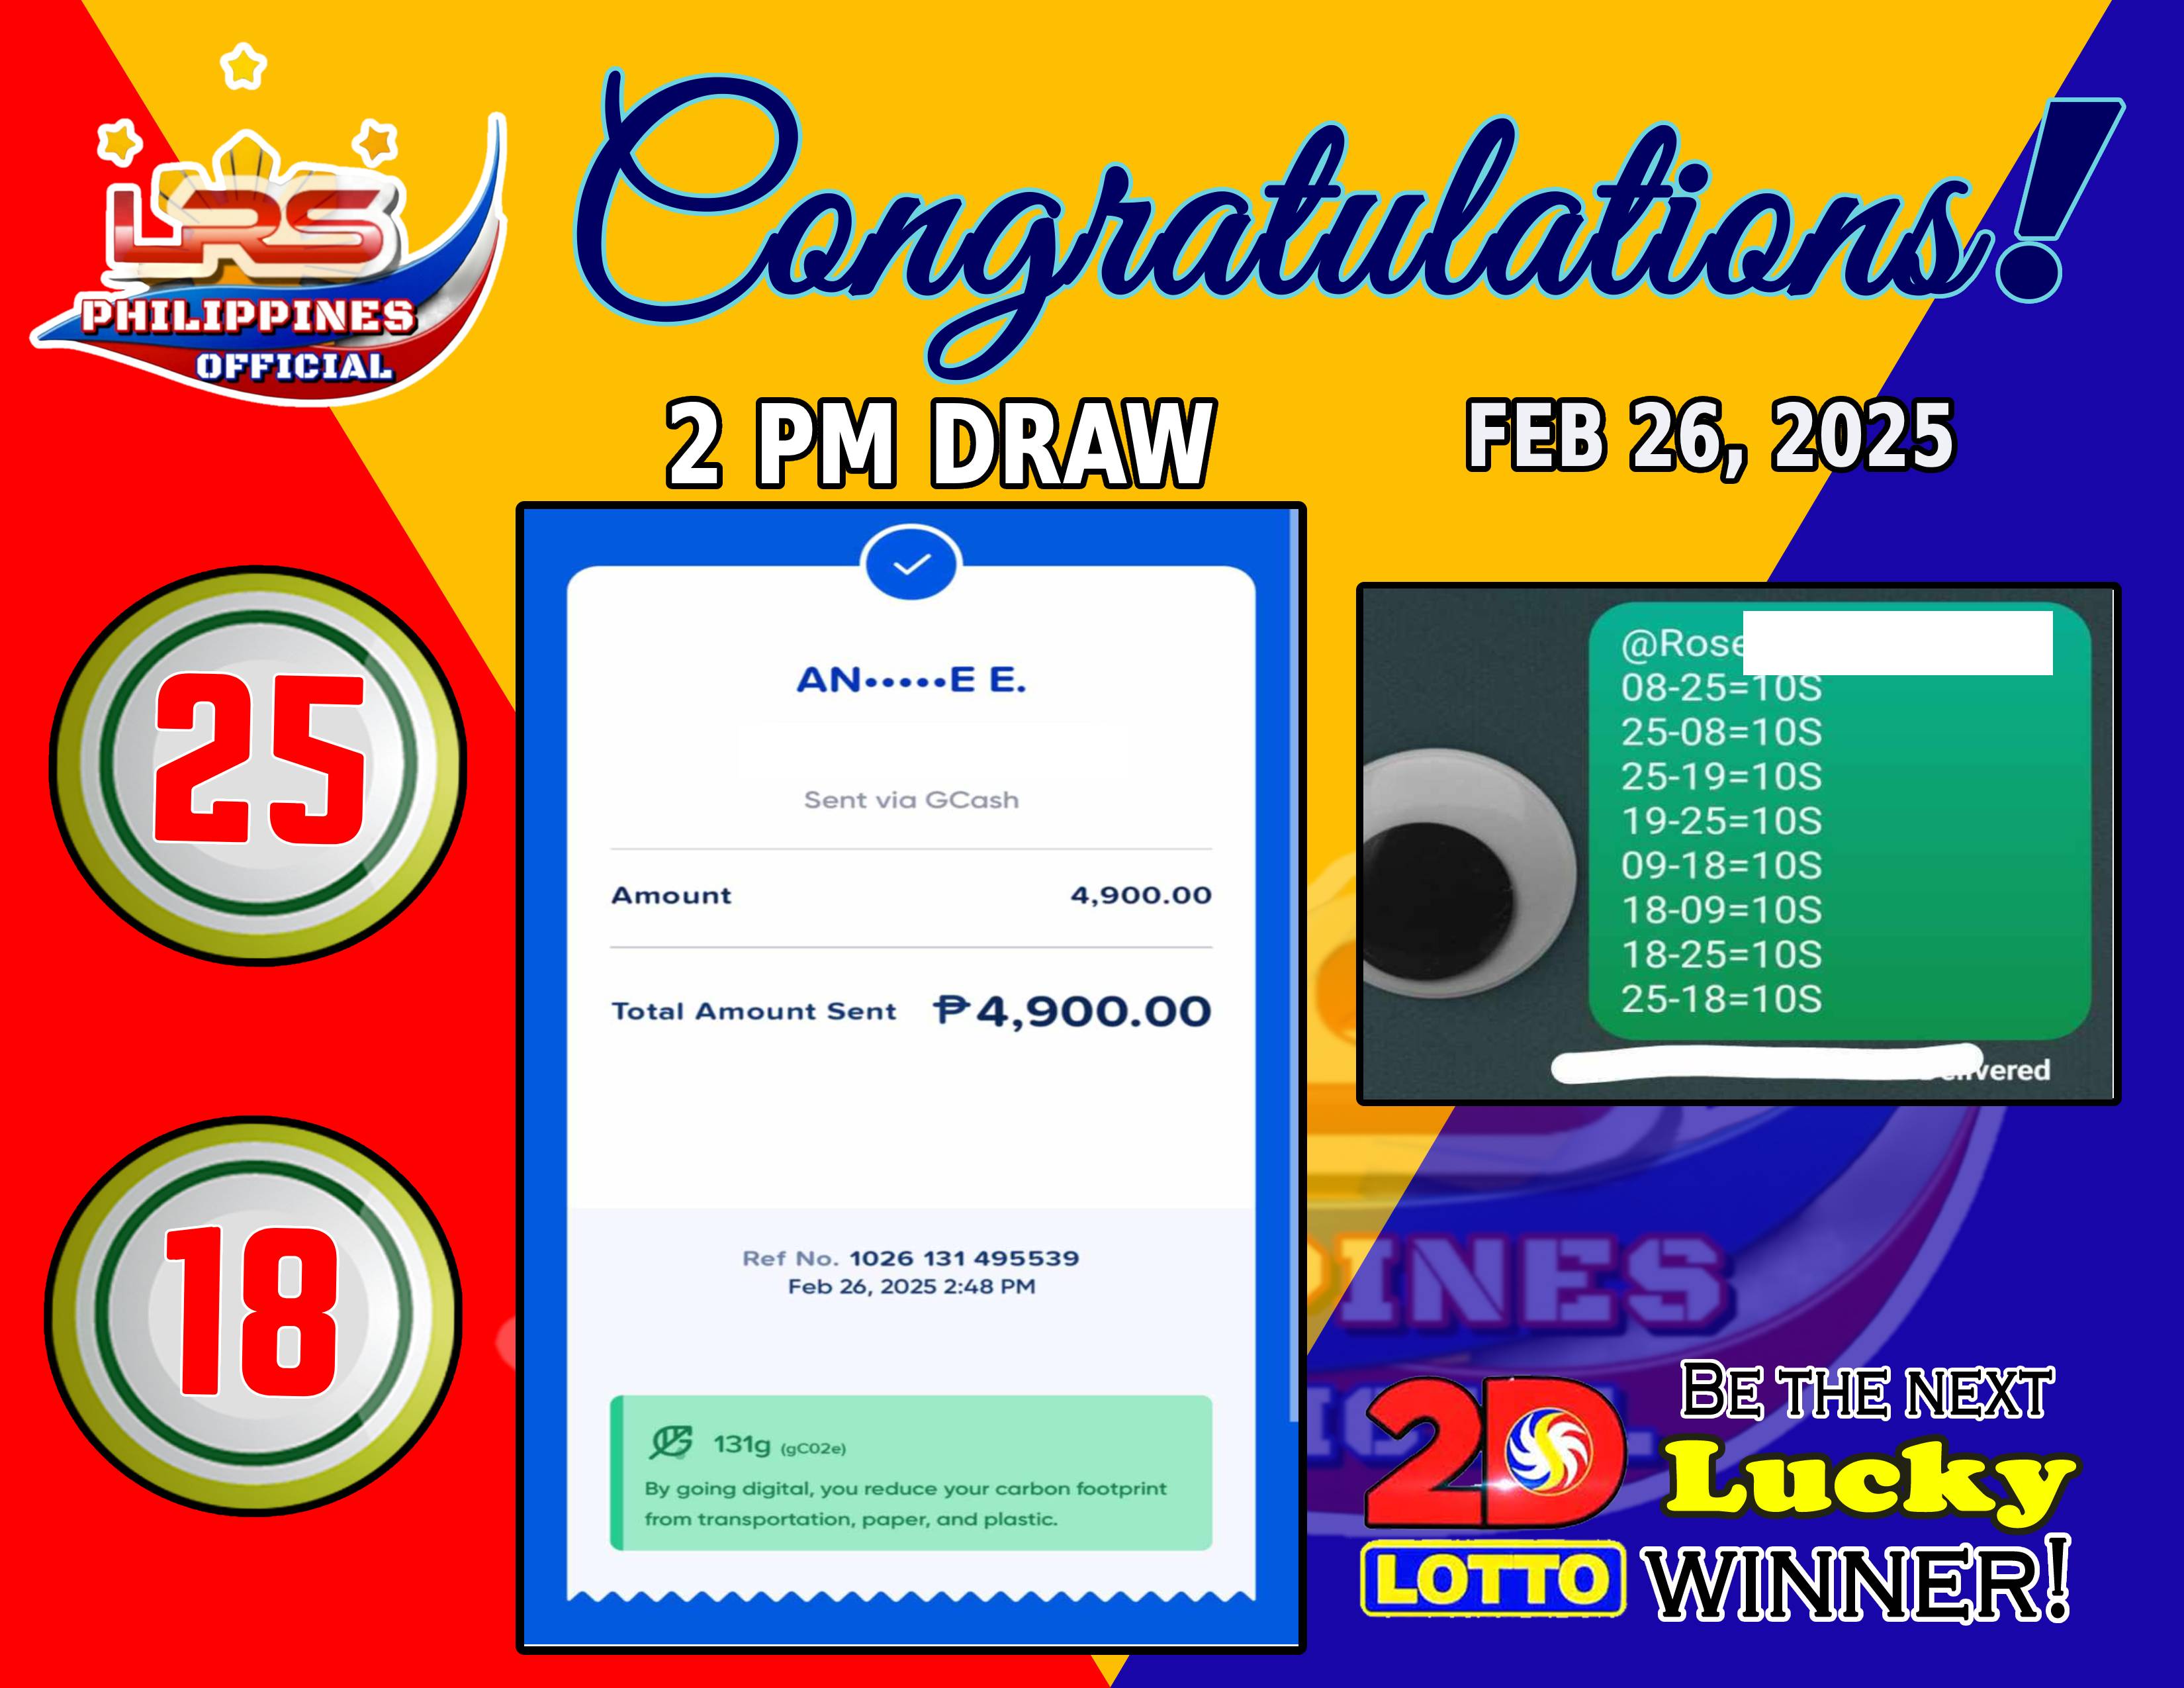 LRS
PHILIPPINES
OFFICIAL
Congratulations!
2 PM DRAW
FEB 26, 2025
25
18
AN•••••E E.
Sent via GCash
Amount 4,900.00
Total Amount Sent ₱4,900.00
Ref No. 1026 131 495539
Feb 26, 2025 2:48 PM
131g (gCO2e)
By going digital, you reduce your carbon footprint
from transportation, paper, and plastic.
@Rose
08-25=10S
25-08=10S
25-19=10S
19-25=10S
09-18=10S
18-09=10S
18-25=10S
25-18=10S
2D
LOTTO
BE THE NEXT
Lucky
WINNER!